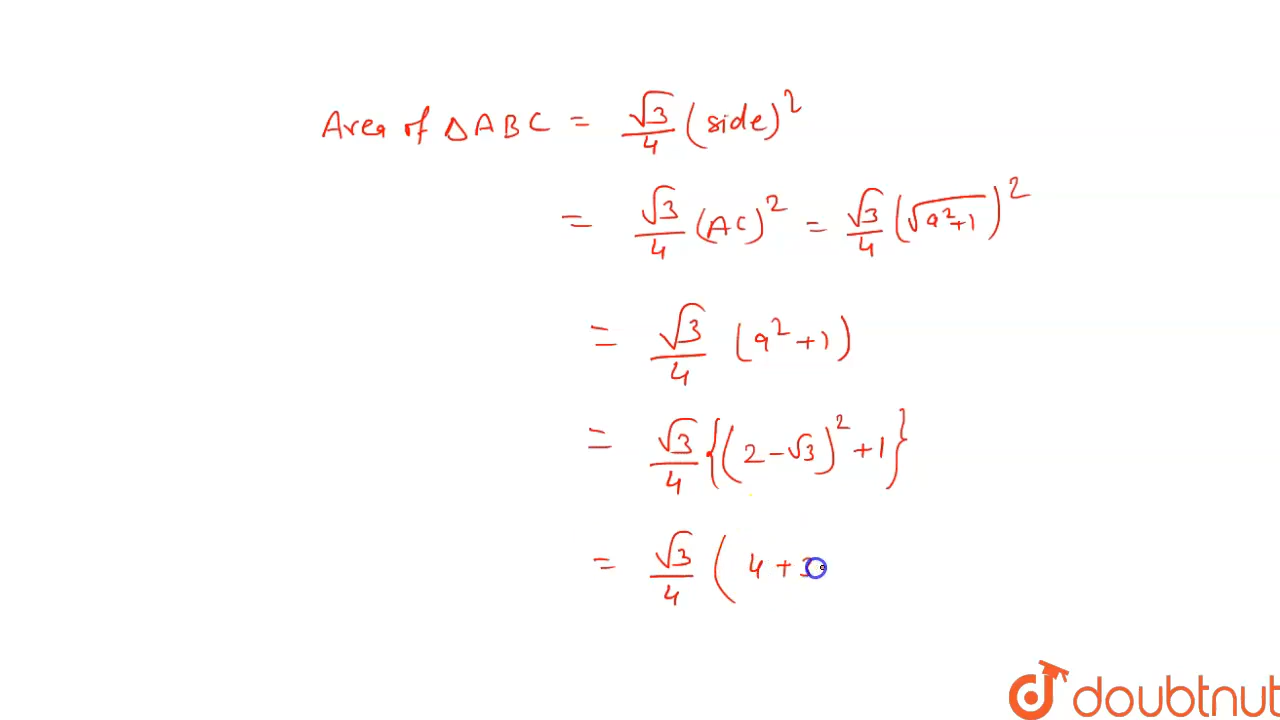 Area of Δ ABC = √3/4 (side)²
= √3/4 (AC)² = √3/4 (√a²+1)²
= √3/4 (a²+1)
= √3/4 {(2-√3)²+1}
= √3/4 ( 4 + 3
doubtnut